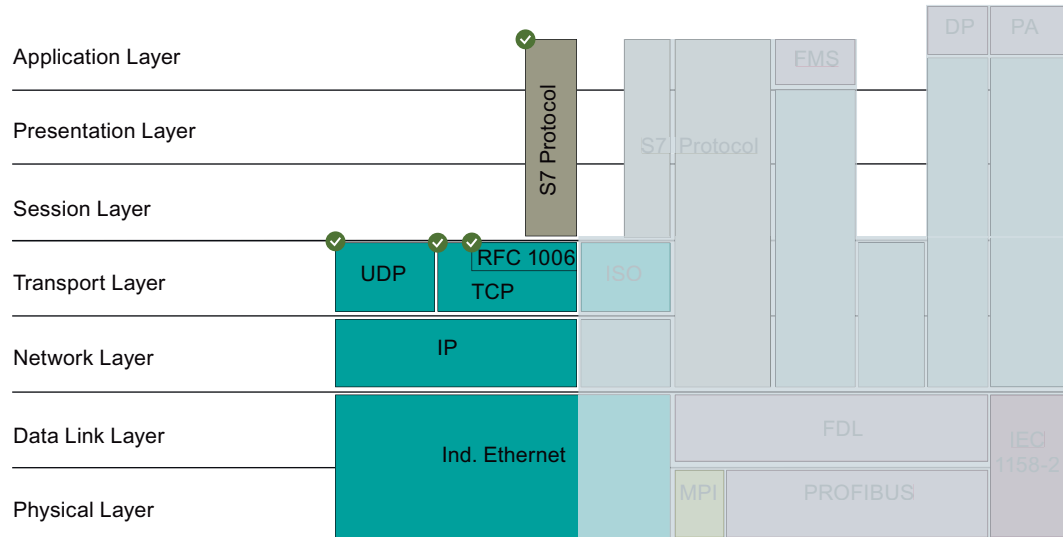 DP PA
Application Layer
FMS
S7 Protocol
Presentation Layer
S7 Protocol
Session Layer
RFC 1006
UDP
ISO
Transport Layer
TCP
IP
Network Layer
Data Link Layer
FDL
IEC
Ind. Ethernet
1158-2
MPI
PROFIBUS
Physical Layer